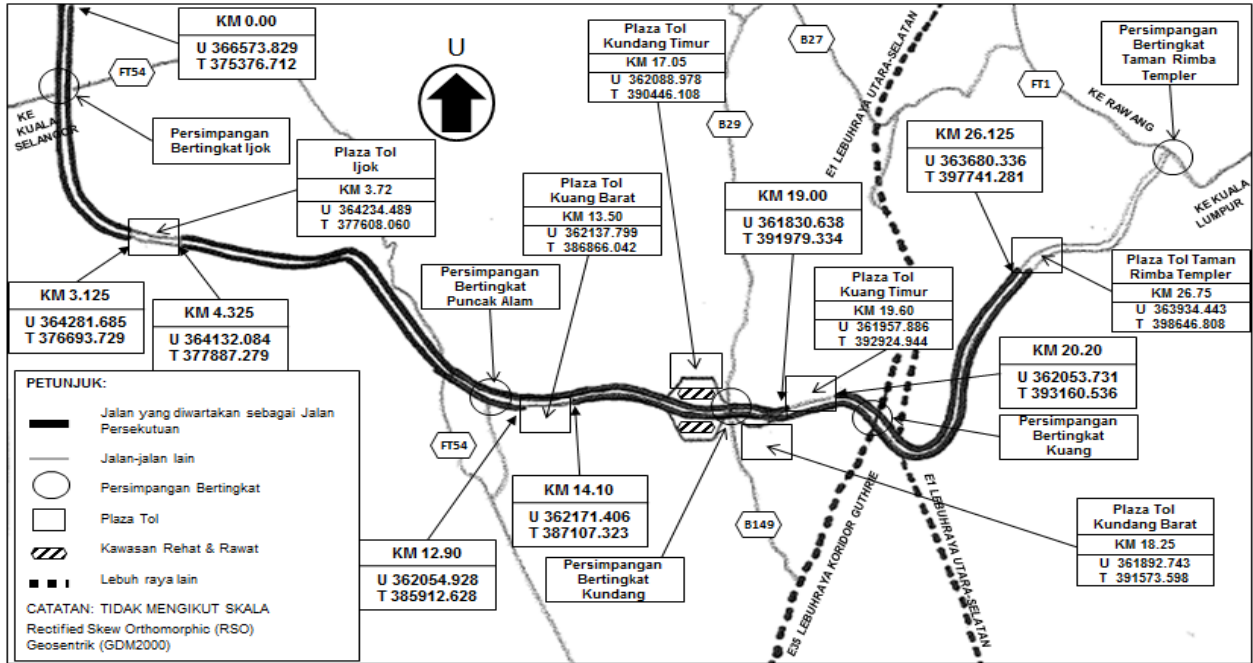 KM 0.00
U 366573.829
T 375376.712
FT54
KE
KUALA
SELANGOR
Persimpangan
Bertingkat Ijok
U
Plaza Tol
Ijok
KM 3.72
U 364234.489
T 377608.060
Plaza Tol
Kundang Timur
KM 17.05
U 362088.978
T 390446.108
B27
E1 LEBUHRAYA UTARA-SELATAN
Persimpangan
Bertingkat
Taman Rimba
Templer
FT1
KE RAWANG
KE KUALA
LUMPUR
B29
KM 26.125
U 363680.336
T 397741.281
Plaza Tol
Kuang Barat
KM 13.50
U 362137.799
T 386866.042
KM 19.00
U 361830.638
T 391979.334
Persimpangan
Bertingkat
Puncak Alam
Plaza Tol
Kuang Timur
KM 19.60
U 361957.886
T 392924.944
Plaza Tol Taman
Rimba Templer
KM 26.75
U 363934.443
T 398646.808
KM 3.125
U 364281.685
T 376693.729
KM 4.325
U 364132.084
T 377887.279
KM 20.20
U 362053.731
T 393160.536
Persimpangan
Bertingkat
Kuang
FT54
KM 14.10
U 362171.406
T 387107.323
KM 12.90
U 362054.928
T 385912.628
Persimpangan
Bertingkat
Kundang
B149
E35 LEBUHRAYA KORIDOR GUTHRIE
E1 LEBUHRAYA UTARA-SELATAN
Plaza Tol
Kundang Barat
KM 18.25
U 361892.743
T 391573.598
PETUNJUK:
Jalan yang diwartakan sebagai Jalan
Persekutuan
Jalan-jalan lain
Persimpangan Bertingkat
Plaza Tol
Kawasan Rehat & Rawat
Lebuh raya lain
CATATAN: TIDAK MENGIKUT SKALA
Rectified Skew Orthomorphic (RSO)
Geosentrik (GDM2000)